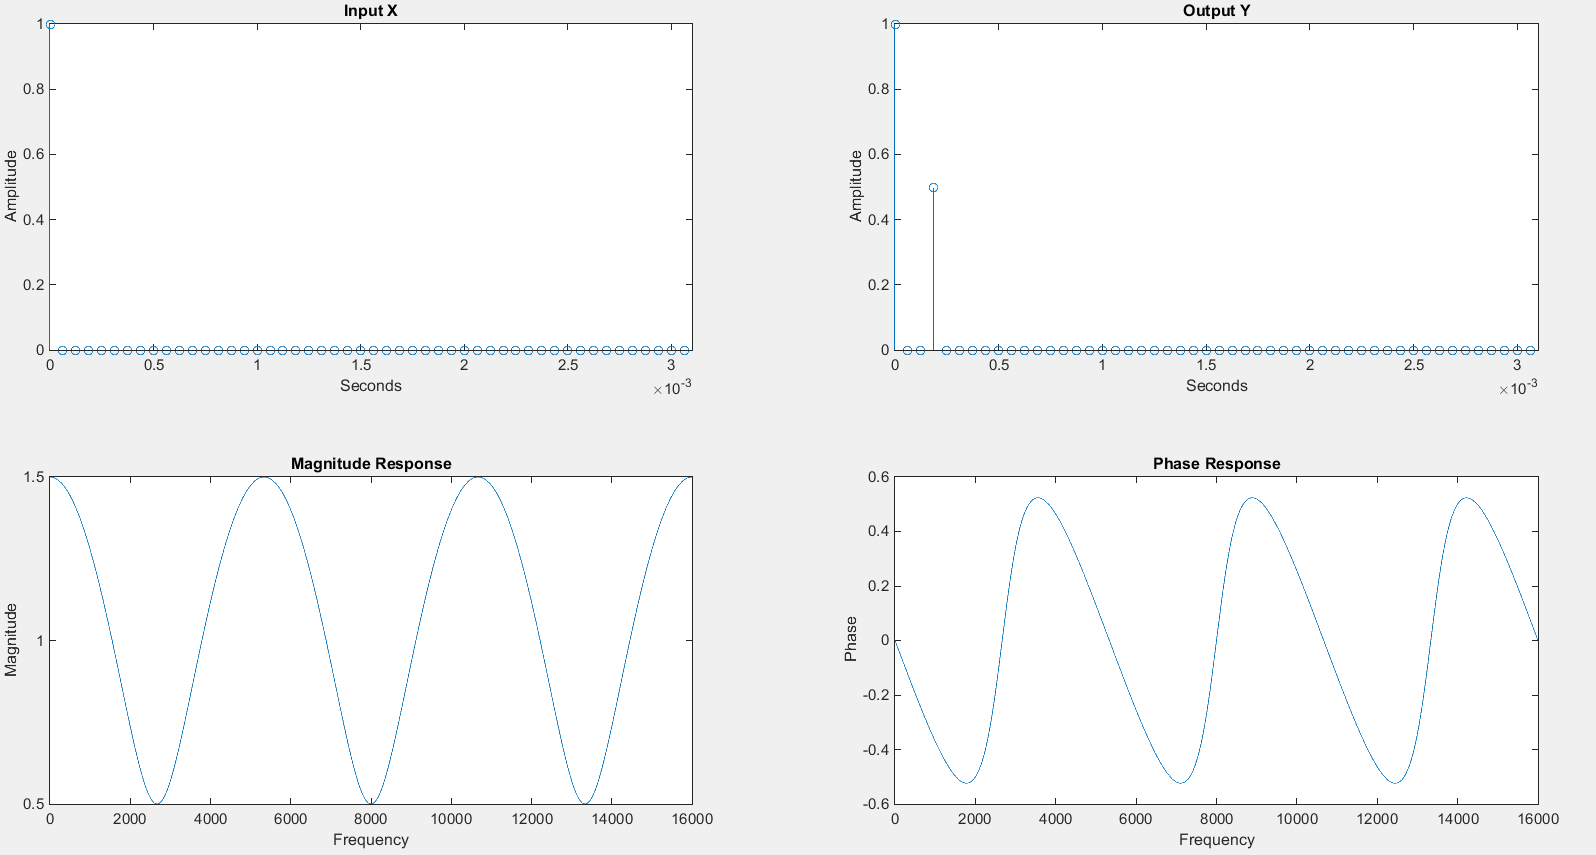 Input X
1
0.8
0.6
0.4
0.2
0
Amplitude
0 0.5 1 1.5 2 2.5 3
Seconds
×10-3
Output Y
1
0.8
0.6
0.4
0.2
0
Amplitude
0 0.5 1 1.5 2 2.5 3
Seconds
×10-3
Magnitude Response
1.5
1
0.5
Magnitude
0 2000 4000 6000 8000 10000 12000 14000 16000
Frequency
Phase Response
0.6
0.4
0.2
0
-0.2
-0.4
-0.6
Phase
0 2000 4000 6000 8000 10000 12000 14000 16000
Frequency